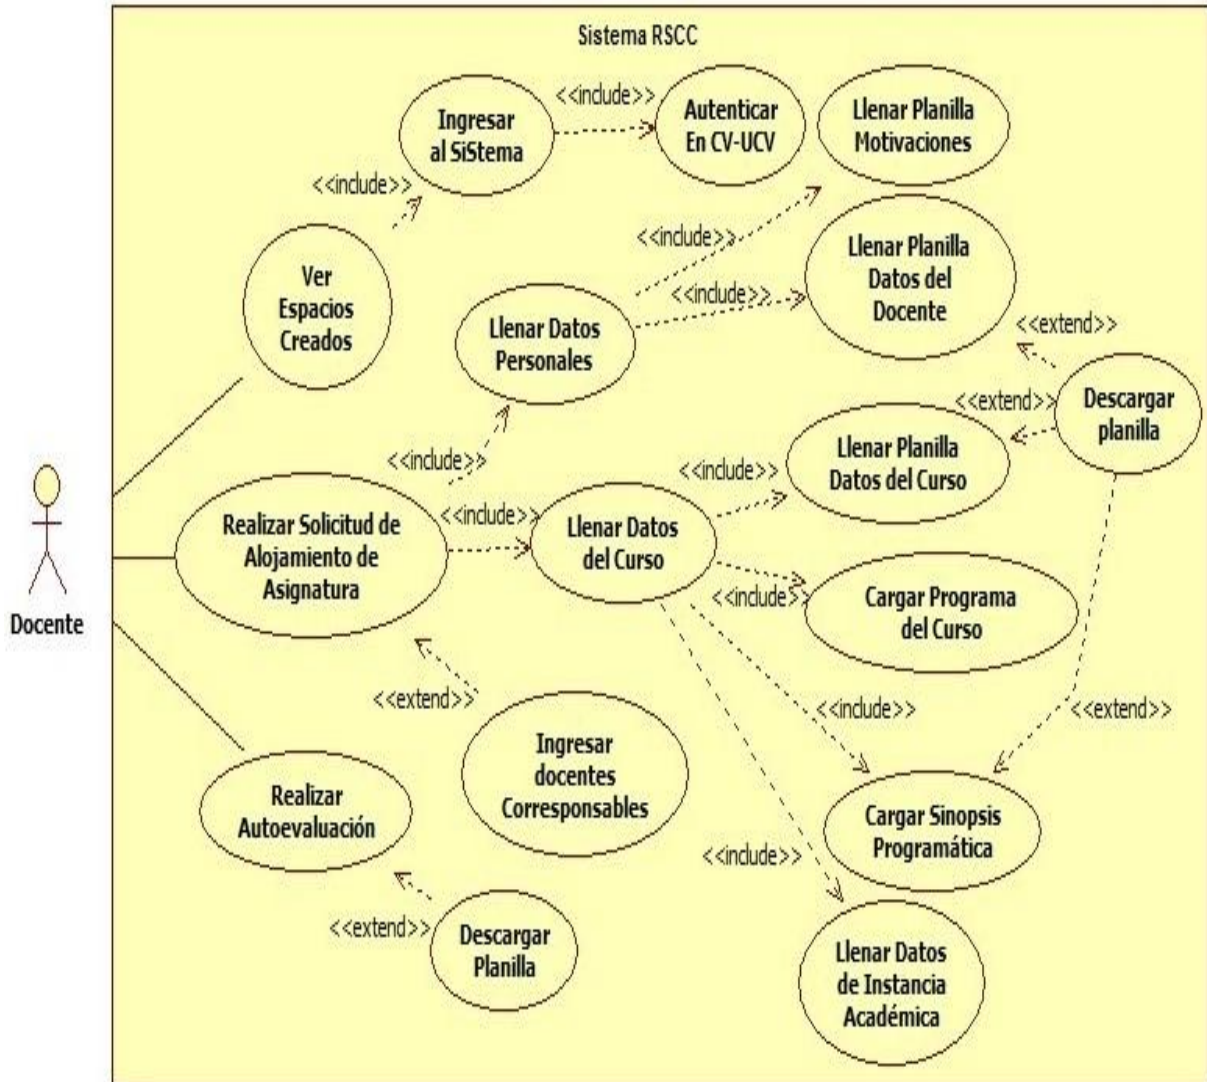 Sistema RSCC
<<include>>
Ingresar
al SiStema
Autenticar
En CV-UCV
Llenar Planilla
Motivaciones
<<include>>
Ver
Espacios
Creados
<<include>>
<<include>>
Llenar Datos
Personales
Llenar Planilla
Datos del
Docente
<<extend>>
<<extend>>
Descargar
planilla
<<include>>
<<include>>
<<include>>
Llenar Planilla
Datos del Curso
Realizar Solicitud de
Alojamiento de
Asignatura
Llenar Datos
del Curso
<<include>>
Cargar Programa
del Curso
Docente
<<extend>>
Ingresar
docentes
Corresponsables
<<include>>
<<extend>>
Realizar
Autoevaluación
Cargar Sinopsis
Programática
<<include>>
<<extend>>
Descargar
Planilla
Llenar Datos
de Instancia
Académica